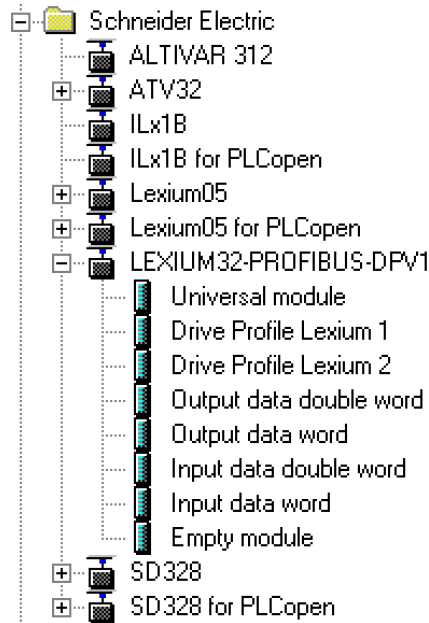 Schneider Electric
ALTIVAR 312
ATV32
ILx1B
ILx1B for PLCopen
Lexium05
Lexium05 for PLCopen
LEXIUM32-PROFIBUS-DPV1
Universal module
Drive Profile Lexium 1
Drive Profile Lexium 2
Output data double word
Output data word
Input data double word
Input data word
Empty module
SD328
SD328 for PLCopen